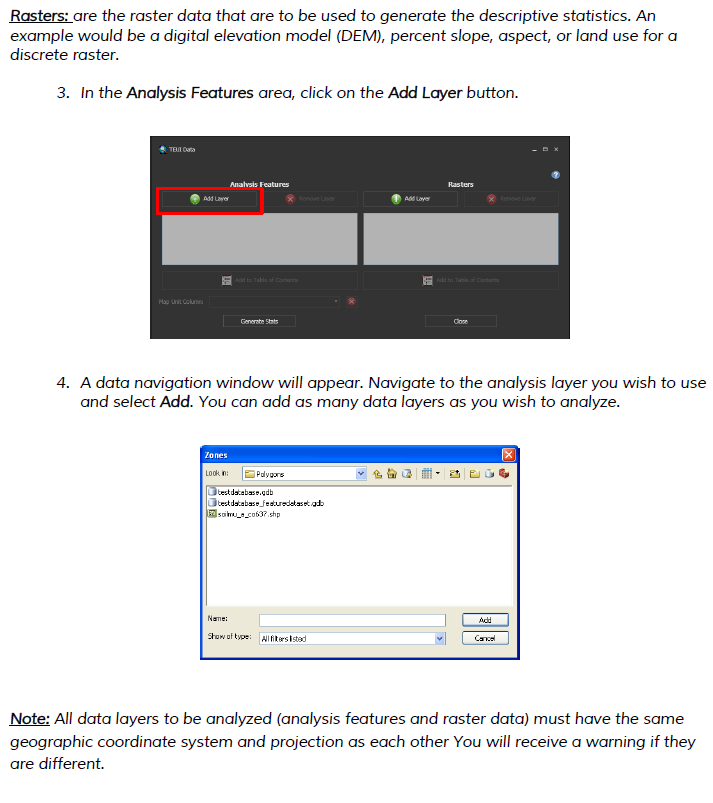 Rasters: are the raster data that are to be used to generate the descriptive statistics. An
example would be a digital elevation model (DEM), percent slope, aspect, or land use for a
discrete raster.
3. In the Analysis Features area, click on the Add Layer button.
TEUI Data
Analysis Features
Rasters
Add Layer
Remove Layer
Add Layer
Remove Layer
Add to Table of Contents
Add to Table of Contents
Map Unit Column:
Generate Stats
Close
4. A data navigation window will appear. Navigate to the analysis layer you wish to use
and select Add. You can add as many data layers as you wish to analyze.
Zones
Look in:
Polygons
testdatabase.gdb
testdatabase_featuredataset.gdb
soilmu_a_co637.shp
Name:
Add
Show of type:
All filters listed
Cancel
Note: All data layers to be analyzed (analysis features and raster data) must have the same
geographic coordinate system and projection as each other You will receive a warning if they
are different.